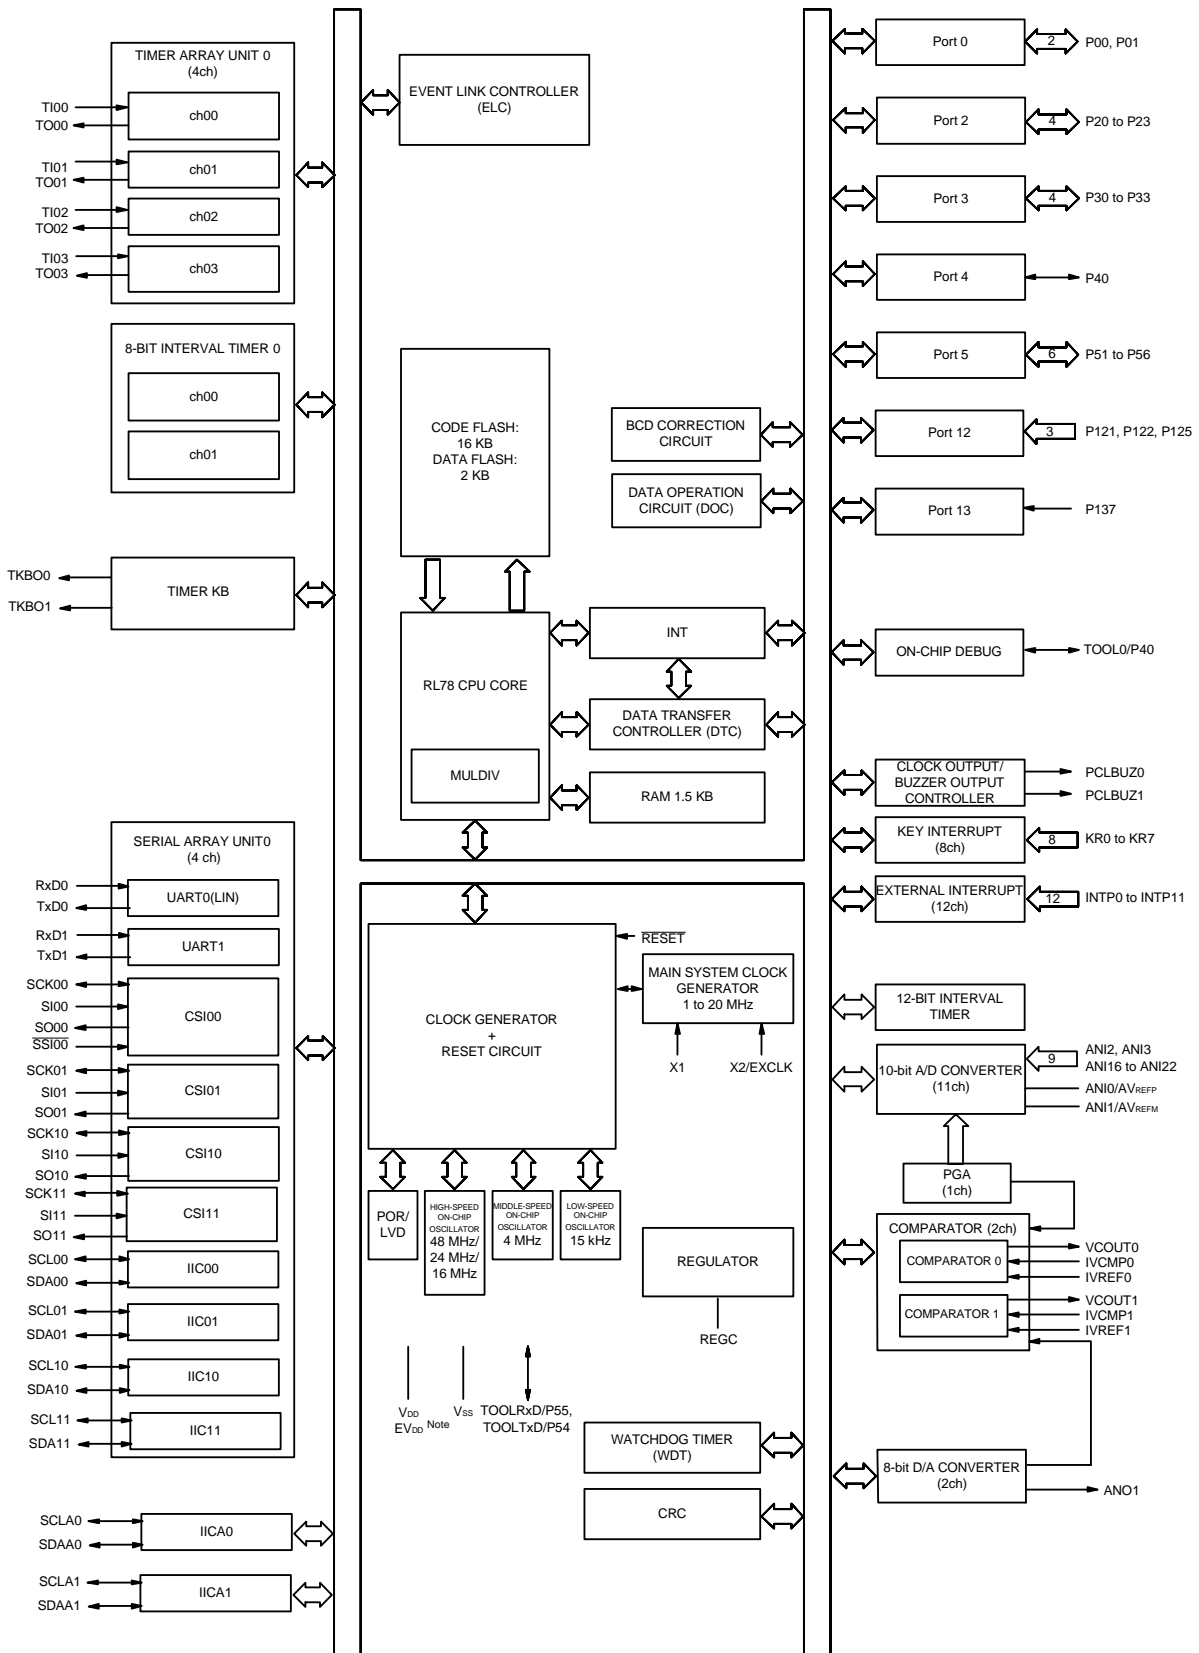 TIMER ARRAY UNIT 0
(4ch)
TI00
TO00
ch00
TI01
TO01
ch01
TI02
TO02
ch02
TI03
TO03
ch03
8-BIT INTERVAL TIMER 0
ch00
ch01
TKBO0
TKBO1
TIMER KB
SERIAL ARRAY UNIT0
(4 ch)
RxD0
TxD0
UART0(LIN)
RxD1
TxD1
UART1
SCK00
SI00
SO00
SSI00
CSI00
SCK01
SI01
SO01
CSI01
SCK10
SI10
SO10
CSI10
SCK11
SI11
SO11
CSI11
SCL00
SDA00
IIC00
SCL01
SDA01
IIC01
SCL10
SDA10
IIC10
SCL11
SDA11
IIC11
SCLA0
SDAA0
IICA0
SCLA1
SDAA1
IICA1
EVENT LINK CONTROLLER
(ELC)
CODE FLASH:
16 KB
DATA FLASH:
2 KB
BCD CORRECTION
CIRCUIT
DATA OPERATION
CIRCUIT (DOC)
RL78 CPU CORE
MULDIV
INT
DATA TRANSFER
CONTROLLER (DTC)
RAM 1.5 KB
CLOCK GENERATOR
+
RESET CIRCUIT
RESET
MAIN SYSTEM CLOCK
GENERATOR
1 to 20 MHz
X1
X2/EXCLK
POR/
LVD
HIGH-SPEED
ON-CHIP
OSCILLATOR
48 MHz/
24 MHz/
16 MHz
MIDDLE-SPEED
ON-CHIP
OSCILLATOR
4 MHz
LOW-SPEED
ON-CHIP
OSCILLATOR
15 kHz
REGULATOR
REGC
VDD
EVDD Note
VSS
TOOLRxD/P55,
TOOLTxD/P54
WATCHDOG TIMER
(WDT)
CRC
Port 0
2
P00, P01
Port 2
4
P20 to P23
Port 3
4
P30 to P33
Port 4
P40
Port 5
6
P51 to P56
Port 12
3
P121, P122, P125
Port 13
P137
ON-CHIP DEBUG
TOOL0/P40
CLOCK OUTPUT/
BUZZER OUTPUT
CONTROLLER
PCLBUZ0
PCLBUZ1
KEY INTERRUPT
(8ch)
8
KR0 to KR7
EXTERNAL INTERRUPT
(12ch)
12
INTP0 to INTP11
12-BIT INTERVAL
TIMER
10-bit A/D CONVERTER
(11ch)
9
ANI2, ANI3
ANI16 to ANI22
ANI0/AVREFP
ANI1/AVREFM
PGA
(1ch)
COMPARATOR (2ch)
COMPARATOR 0
VCOUT0
IVCMP0
IVREF0
COMPARATOR 1
VCOUT1
IVCMP1
IVREF1
8-bit D/A CONVERTER
(2ch)
ANO1